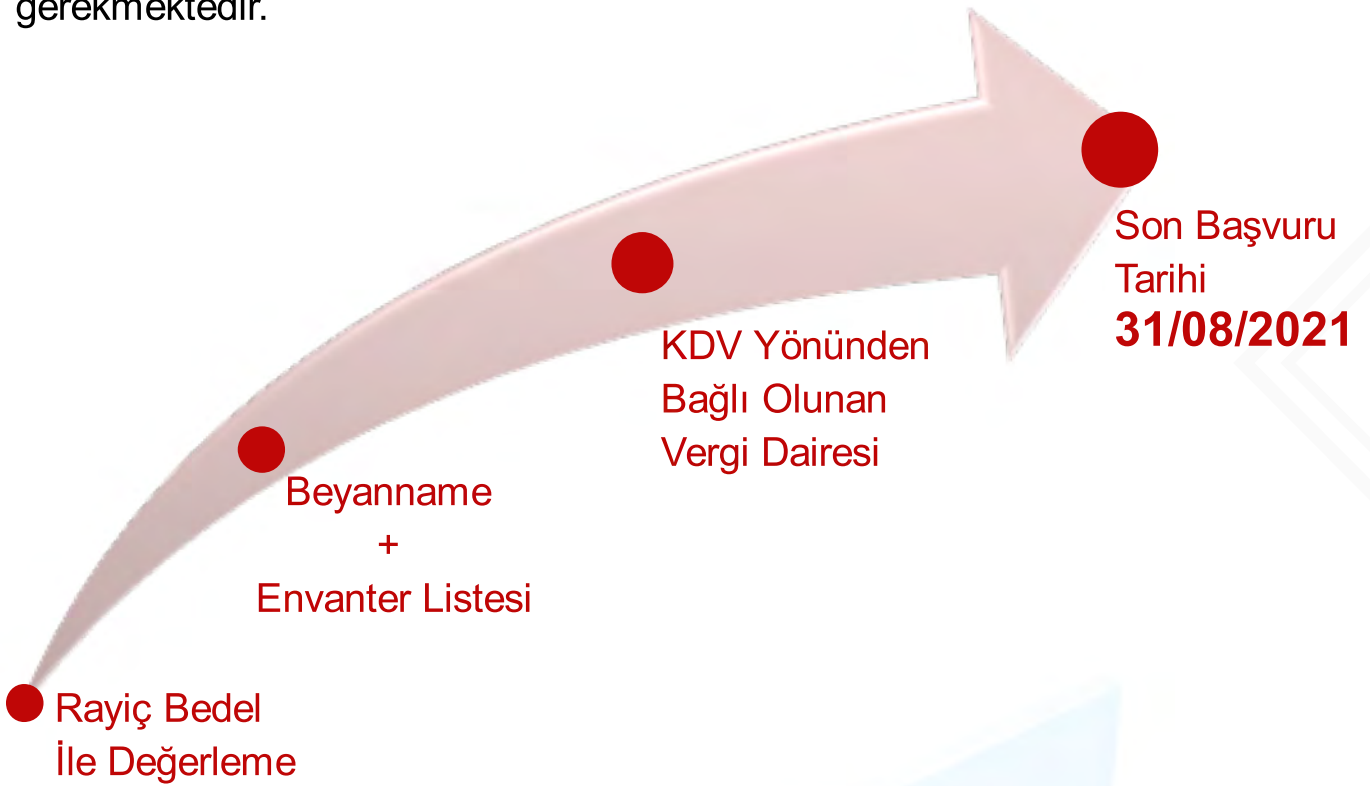 gerekmektedir.
Rayiç Bedel
İle Değerleme
Beyanname
+
Envanter Listesi
KDV Yönünden
Bağlı Olunan
Vergi Dairesi
Son Başvuru
Tarihi
31/08/2021